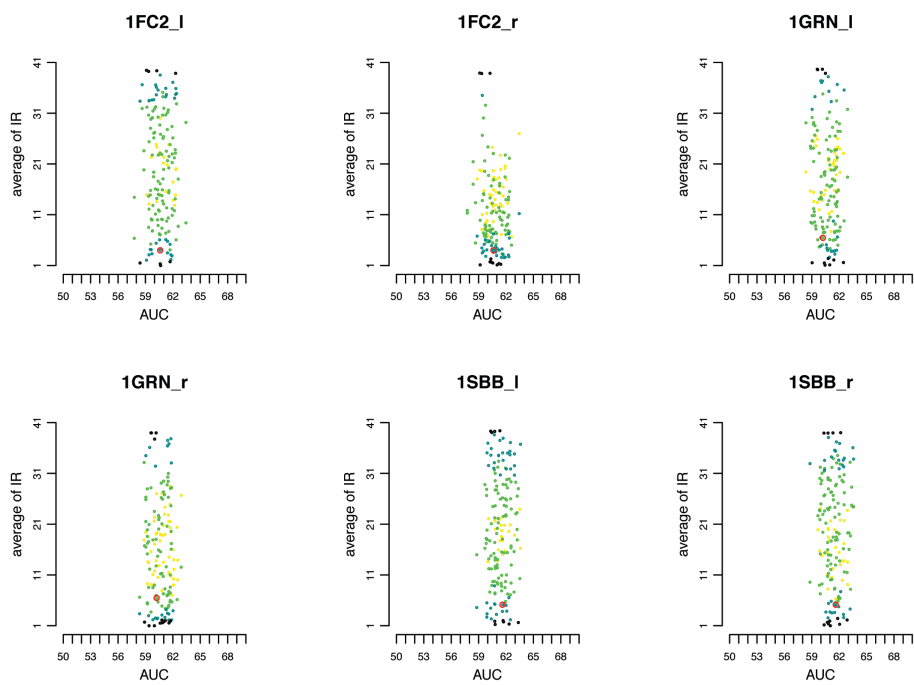 1FC2_l
1FC2_r
1GRN_l
average of IR
1 11 21 31 41
50 53 56 59 62 65 68
AUC
average of IR
1 11 21 31 41
50 53 56 59 62 65 68
AUC
average of IR
1 11 21 31 41
50 53 56 59 62 65 68
AUC
1GRN_r
1SBB_l
1SBB_r
average of IR
1 11 21 31 41
50 53 56 59 62 65 68
AUC
average of IR
1 11 21 31 41
50 53 56 59 62 65 68
AUC
average of IR
1 11 21 31 41
50 53 56 59 62 65 68
AUC